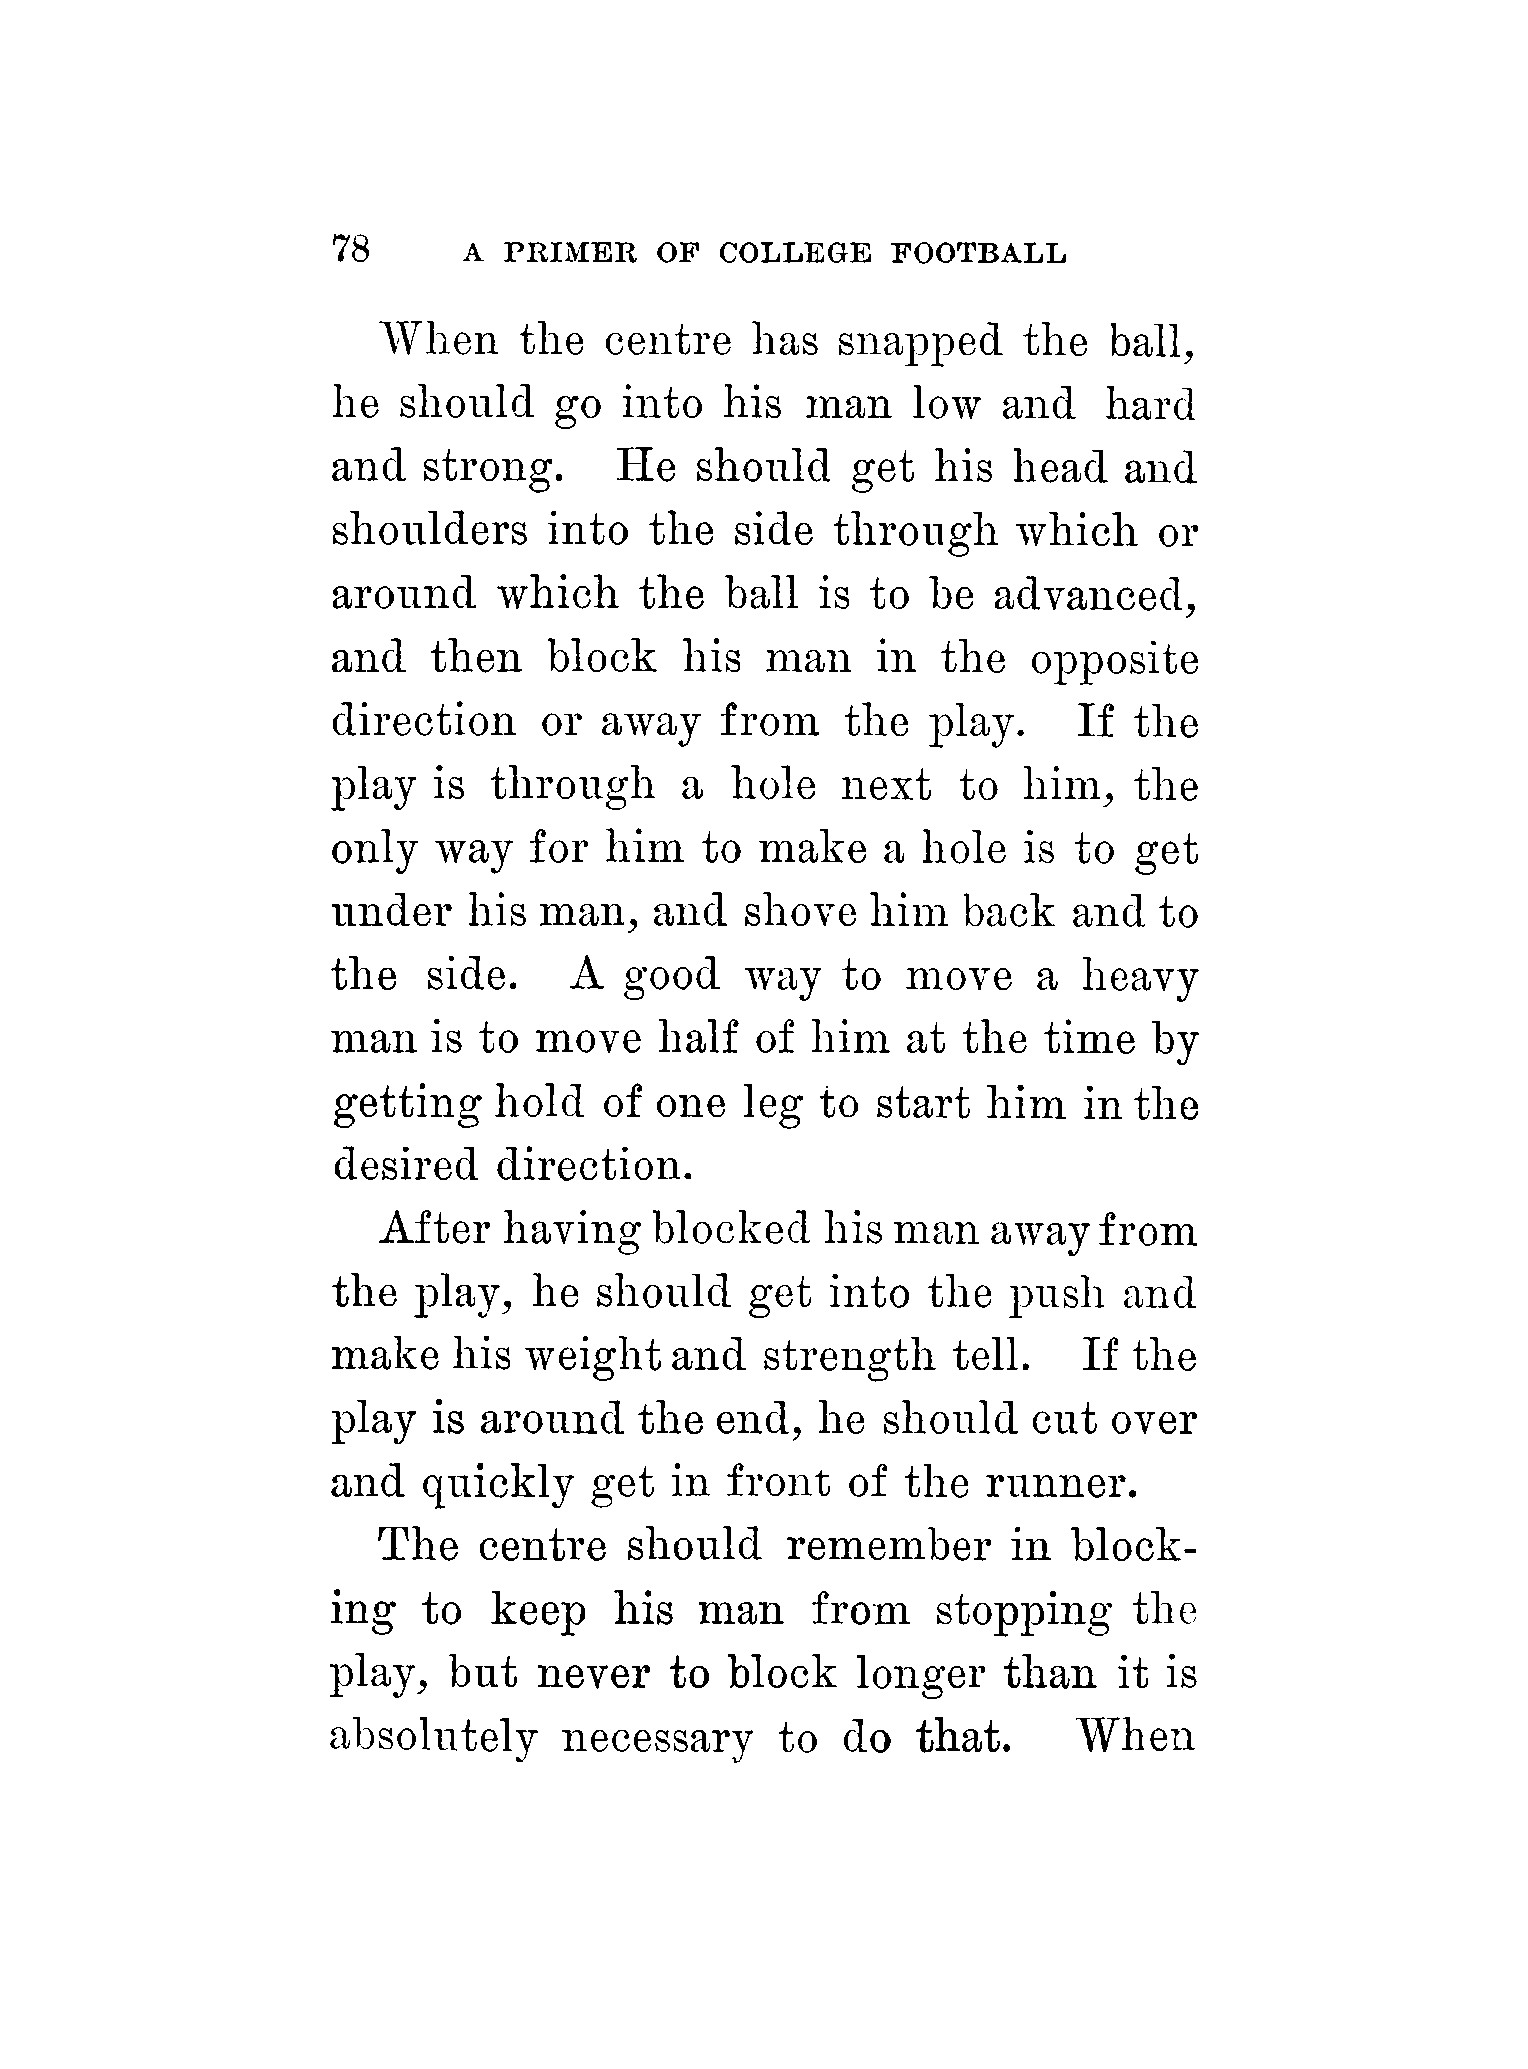 78 A PRIMER OF COLLEGE FOOTBALL
When the centre has snapped the ball,
he should go into his man low and hard
and strong. He should get his head and
shoulders into the side through which or
around which the ball is to be advanced,
and then block his man in the opposite
direction or away from the play. If the
play is through a hole next to him, the
only way for him to make a hole is to get
under his man, and shove him back and to
the side. A good way to move a heavy
man is to move half of him at the time by
getting hold of one leg to start him in the
desired direction.
After having blocked his man away from
the play, he should get into the push and
make his weight and strength tell. If the
play is around the end, he should cut over
and quickly get in front of the runner.
The centre should remember in block-
ing to keep his man from stopping the
play, but never to block longer than it is
absolutely necessary to do that. When